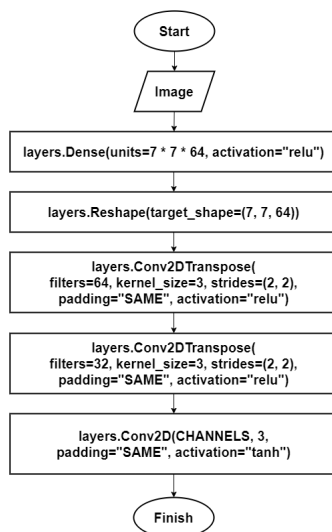 Start
Image
layers.Dense(units=7 * 7 * 64, activation="relu")
layers.Reshape(target_shape=(7, 7, 64))
layers.Conv2DTranspose(
filters=64, kernel_size=3, strides=(2, 2),
padding="SAME", activation="relu")
layers.Conv2DTranspose(
filters=32, kernel_size=3, strides=(2, 2),
padding="SAME", activation="relu")
layers.Conv2D(CHANNELS, 3,
padding="SAME", activation="tanh")
Finish